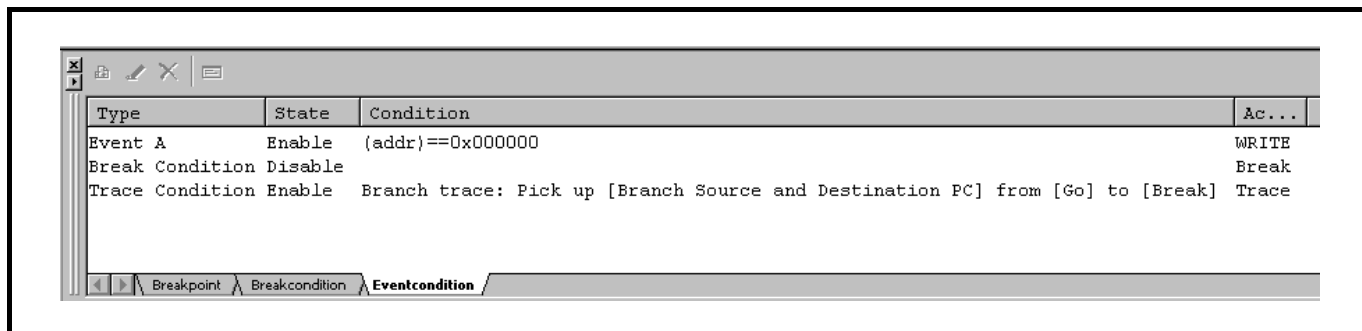 Type State Condition Ac...
Event A Enable (addr)==0x000000 WRITE
Break Condition Disable Break
Trace Condition Enable Branch trace: Pick up [Branch Source and Destination PC] from [Go] to [Break] Trace
Breakpoint Breakcondition Eventcondition